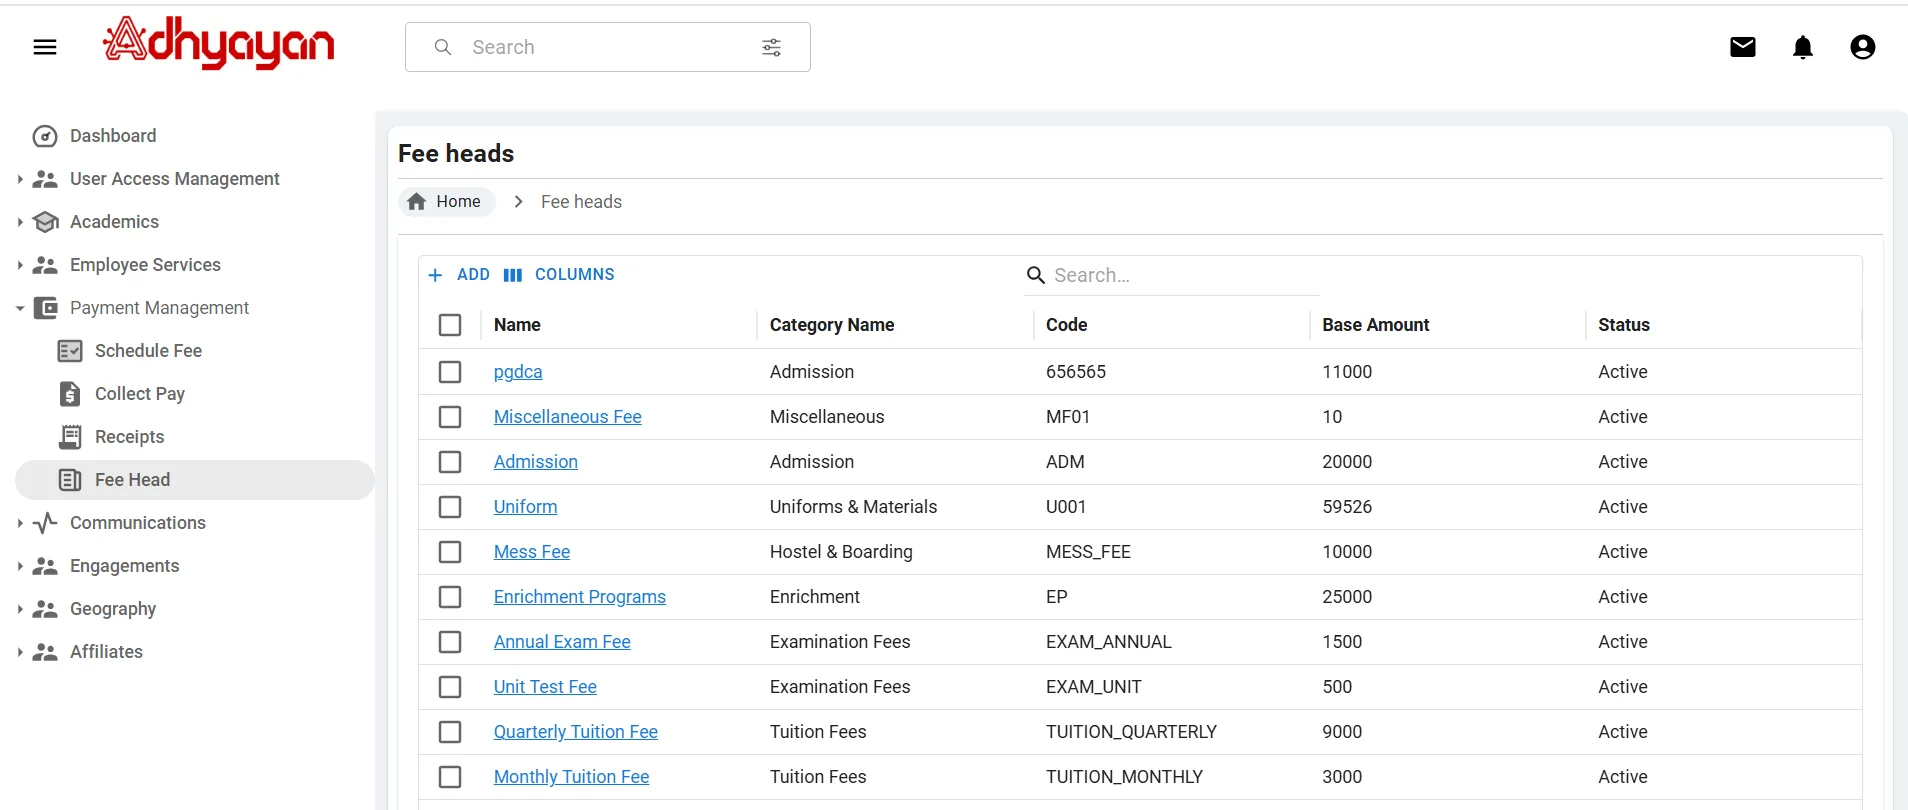 Adhyayan
Search
Dashboard
User Access Management
Academics
Employee Services
Payment Management
Schedule Fee
Collect Pay
Receipts
Fee Head
Communications
Engagements
Geography
Affiliates
Fee heads
Home > Fee heads
+ ADD COLUMNS Search...
Name Category Name Code Base Amount Status
pgdca Admission 656565 11000 Active
Miscellaneous Fee Miscellaneous MF01 10 Active
Admission Admission ADM 20000 Active
Uniform Uniforms & Materials U001 59526 Active
Mess Fee Hostel & Boarding MESS_FEE 10000 Active
Enrichment Programs Enrichment EP 25000 Active
Annual Exam Fee Examination Fees EXAM_ANNUAL 1500 Active
Unit Test Fee Examination Fees EXAM_UNIT 500 Active
Quarterly Tuition Fee Tuition Fees TUITION_QUARTERLY 9000 Active
Monthly Tuition Fee Tuition Fees TUITION_MONTHLY 3000 Active